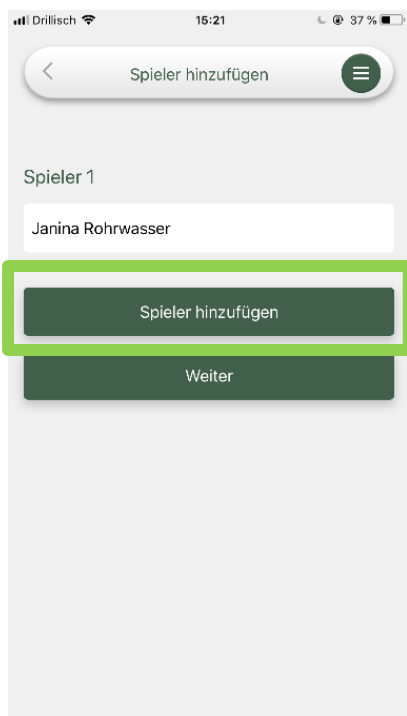 Drillisch 15:21 37 %
Spieler hinzufügen
Spieler 1
Janina Rohrwasser
Spieler hinzufügen
Weiter